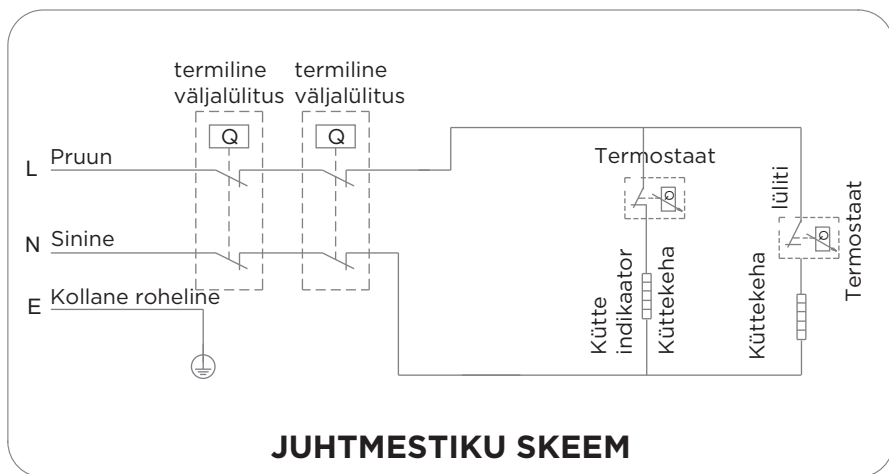 termiline
väljalülitus
termiline
väljalülitus
Q
Q
L Pruun
N Sinine
E Kollane roheline
Termostaat
lüliti
Termostaat
Kütte
indikaator
Küttekeha
Küttekeha
JUHTMESTIKU SKEEM